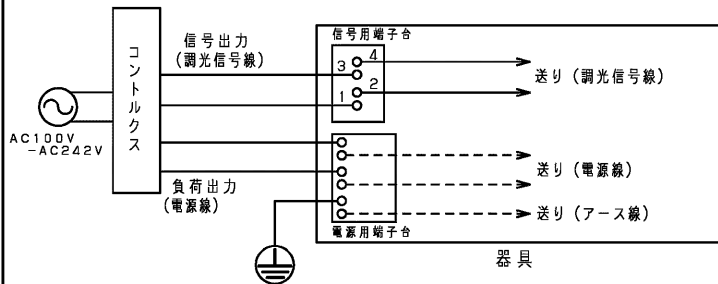 コントルクス
AC100V
-AC242V
信号出力
(調光信号線)
負荷出力
(電源線)
信号用端子台
4
3
2
1
送り(調光信号線)
送り(電源線)
送り(アース線)
電源用端子台
器具